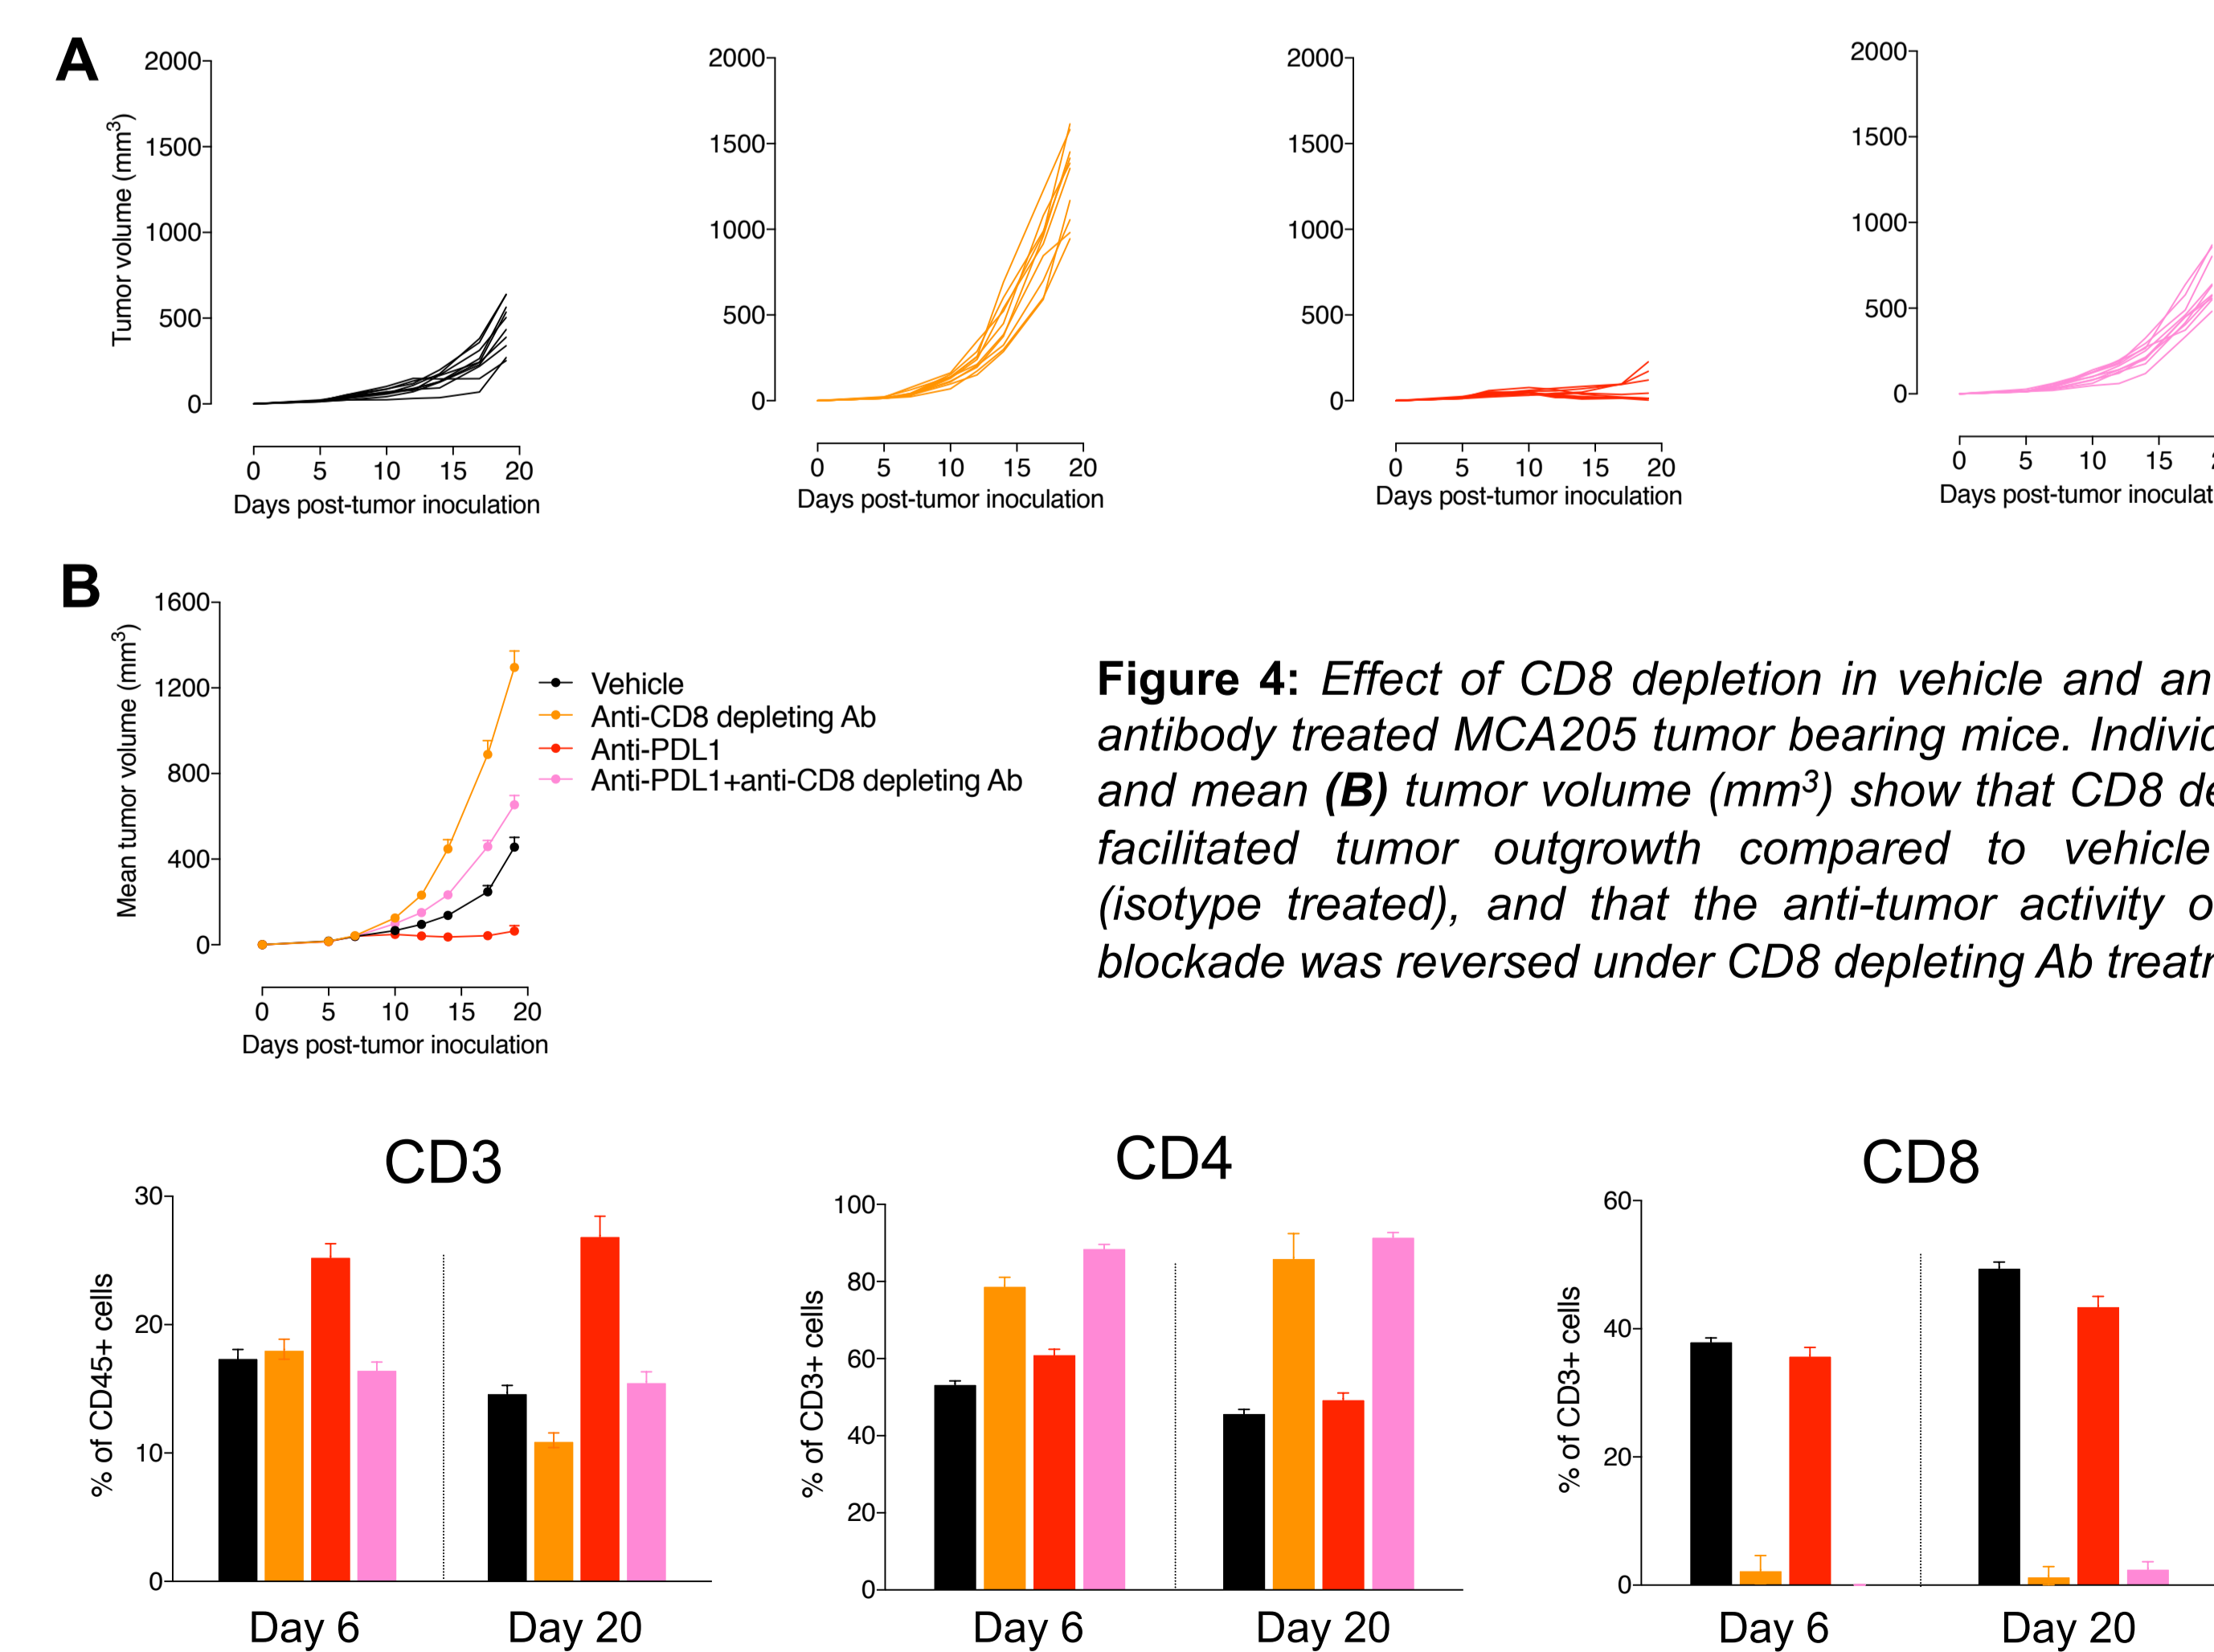 A
2000
1500
1000
500
0
Tumor volume (mm³)
0 5 10 15 20
Days post-tumor inoculation
2000
1500
1000
500
0
0 5 10 15 20
Days post-tumor inoculation
2000
1500
1000
500
0
0 5 10 15 20
Days post-tumor inoculation
2000
1500
1000
500
0
0 5 10 15
Days post-tumor
B
1600
1200
800
400
0
Mean tumor volume (mm³)
0 5 10 15 20
Days post-tumor inoculation
Vehicle
Anti-CD8 depleting Ab
Anti-PDL1
Anti-PDL1+anti-CD8 depleting Ab
Figure 4: Effect of CD8 depletion in vehicle and
antibody treated MCA205 tumor bearing mice.
and mean (B) tumor volume (mm³) show that CD8
facilitated tumor outgrowth compared to vehicle
(isotype treated), and that the anti-tumor activity
blockade was reversed under CD8 depleting Ab
CD3
30
20
10
0
% of CD45+ cells
Day 6 Day 20
CD4
100
80
60
40
20
0
% of CD3+ cells
Day 6 Day 20
CD8
60
40
20
0
% of CD3+ cells
Day 6 Day 20